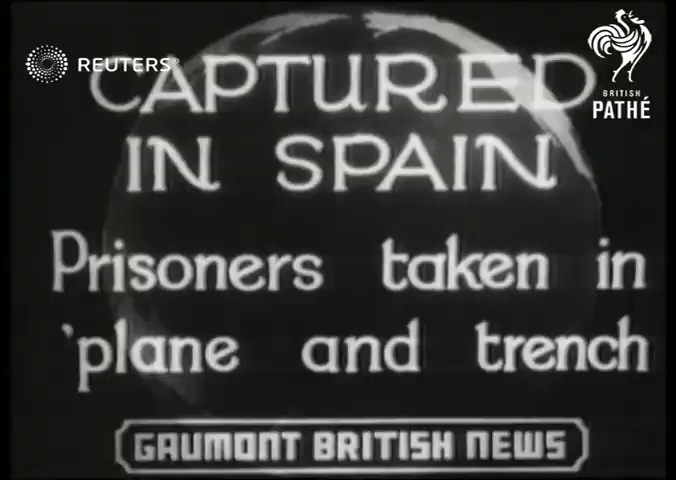 REUTERS
BRITISH
PATHÉ
CAPTURED
IN SPAIN
Prisoners taken in
'plane and trench
GAUMONT BRITISH NEWS